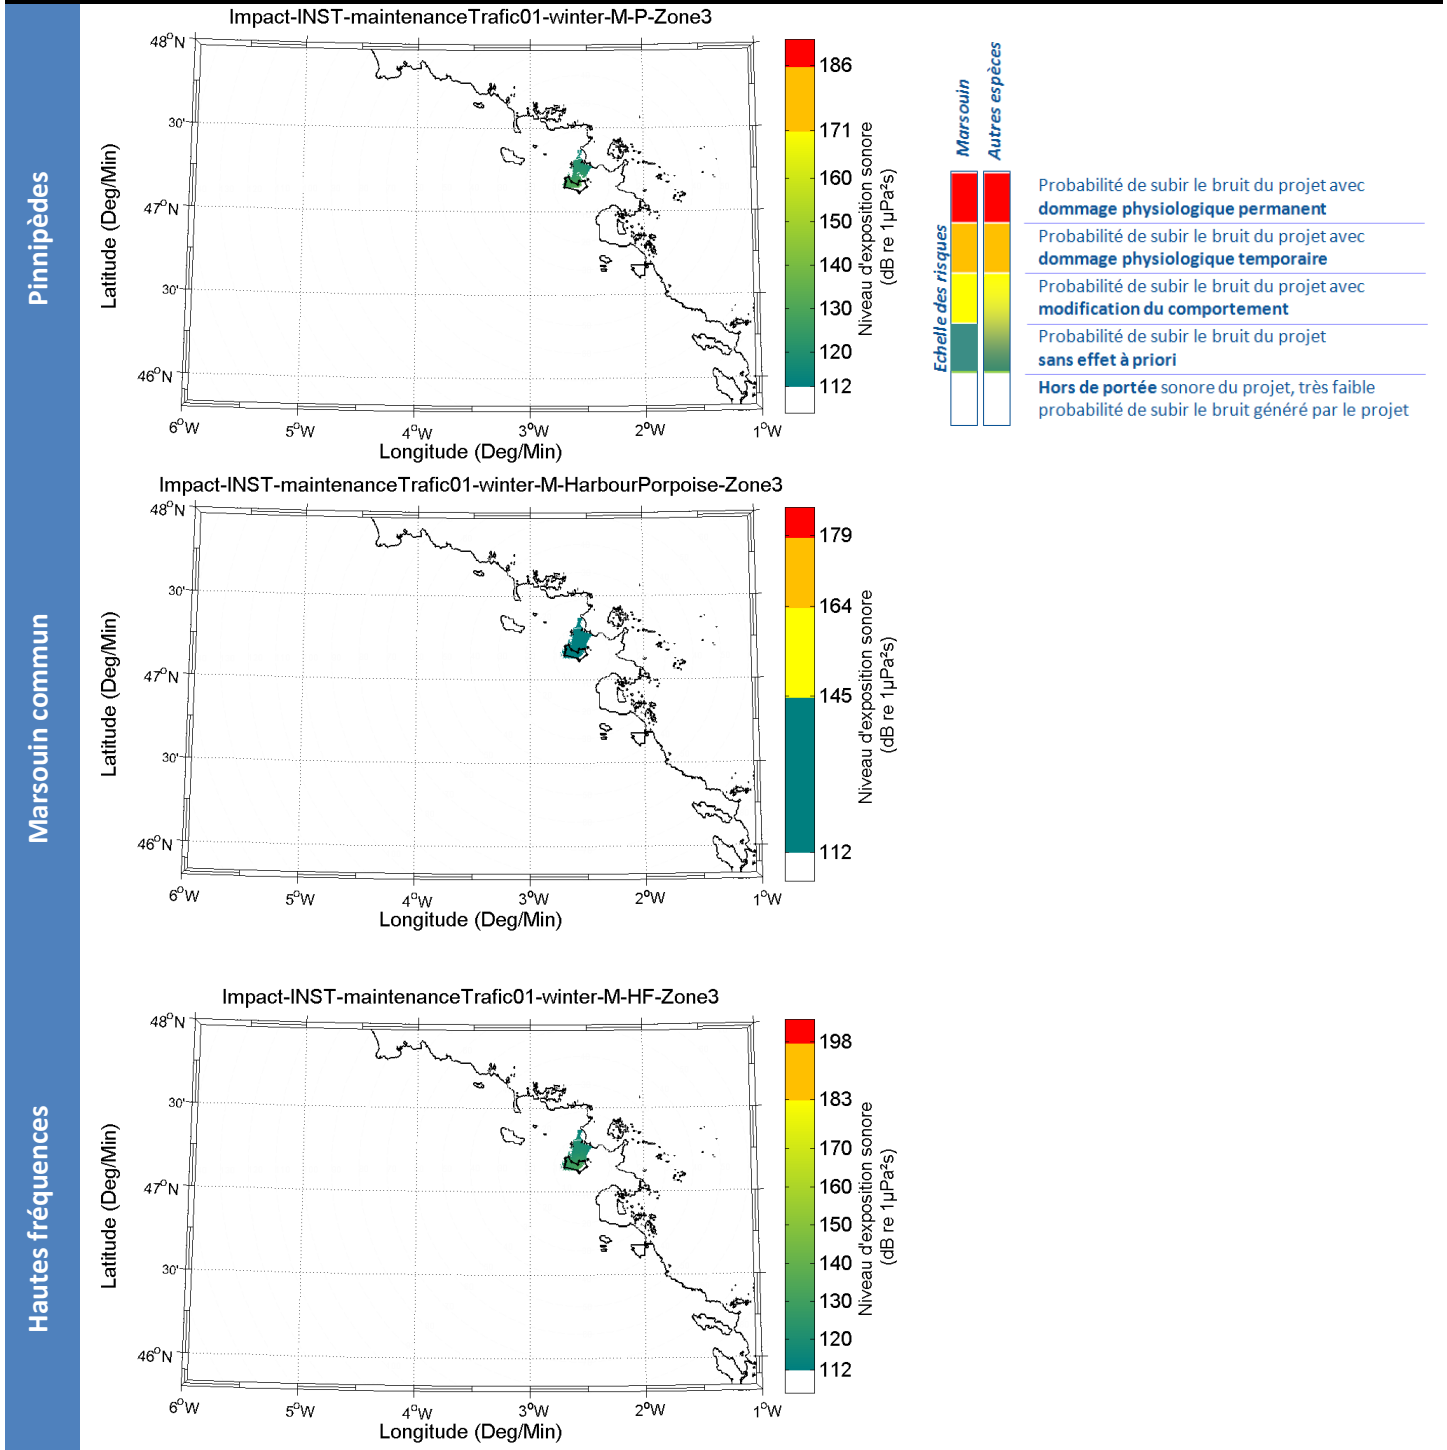 Pinnipèdes
Impact-INST-maintenanceTrafic01-winter-M-P-Zone3
48°N
30'
47°N
30'
46°N
Latitude (Deg/Min)
6°W 5°W 4°W 3°W 2°W 1°W
Longitude (Deg/Min)
186
171
160
150
140
130
120
112
Niveau d'exposition sonore
(dB re 1µPa²s)
Marsouin
Autres espèces
Echelle des risques
Probabilité de subir le bruit du projet avec
dommage physiologique permanent
Probabilité de subir le bruit du projet avec
dommage physiologique temporaire
Probabilité de subir le bruit du projet avec
modification du comportement
Probabilité de subir le bruit du projet
sans effet à priori
Hors de portée sonore du projet, très faible
probabilité de subir le bruit généré par le projet
Marsouin commun
Impact-INST-maintenanceTrafic01-winter-M-HarbourPorpoise-Zone3
48°N
30'
47°N
30'
46°N
Latitude (Deg/Min)
6°W 5°W 4°W 3°W 2°W 1°W
Longitude (Deg/Min)
179
164
145
112
Niveau d'exposition sonore
(dB re 1µPa²s)
Hautes fréquences
Impact-INST-maintenanceTrafic01-winter-M-HF-Zone3
48°N
30'
47°N
30'
46°N
Latitude (Deg/Min)
6°W 5°W 4°W 3°W 2°W 1°W
Longitude (Deg/Min)
198
183
170
160
150
140
130
120
112
Niveau d'exposition sonore
(dB re 1µPa²s)